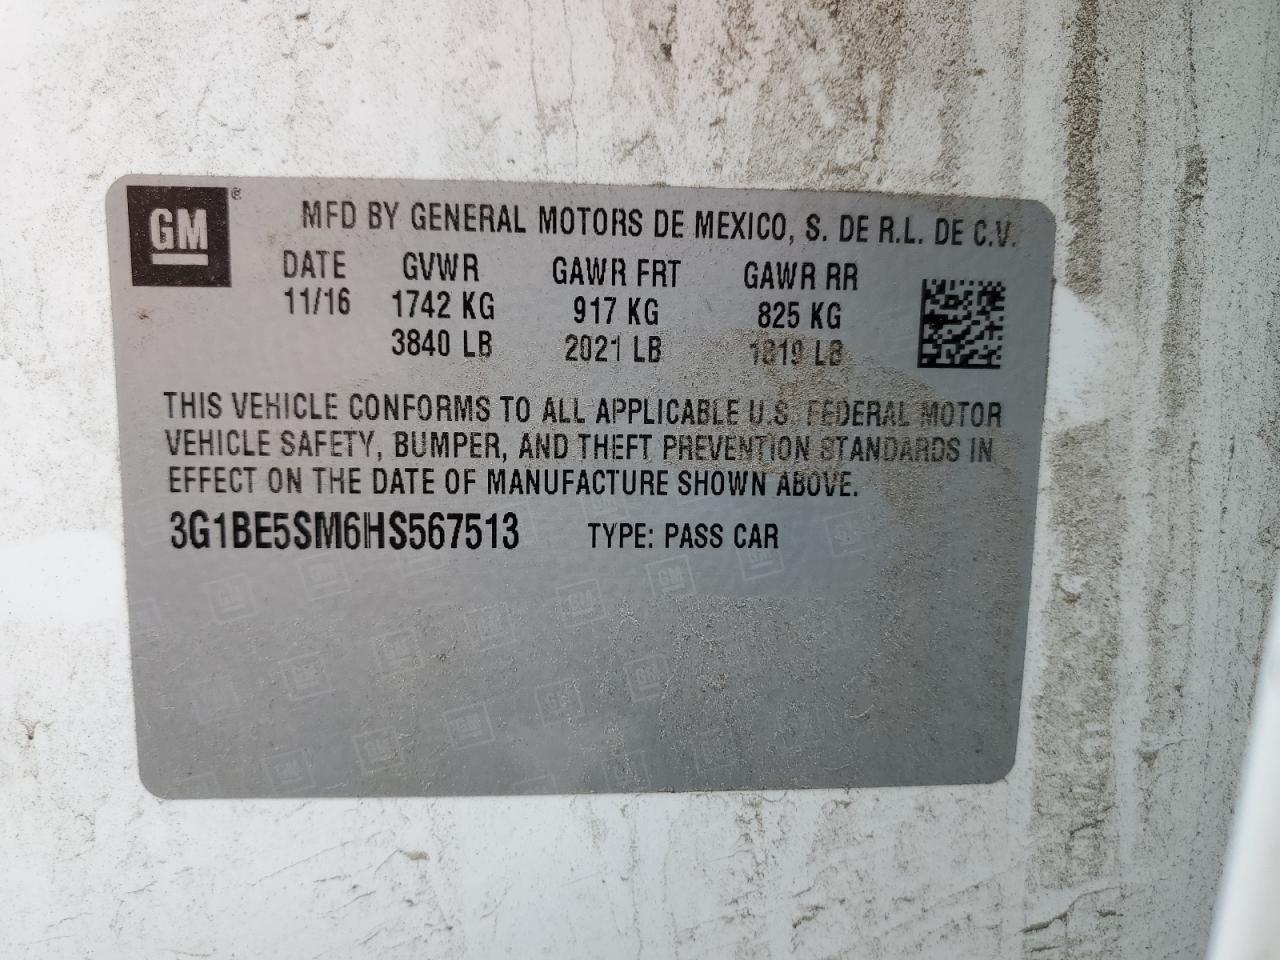 GM®
MFD BY GENERAL MOTORS DE MEXICO, S. DE R.L. DE C.V.
DATE GVWR GAWR FRT GAWR RR
11/16 1742 KG 917 KG 825 KG
3840 LB 2021 LB 1819 LB
THIS VEHICLE CONFORMS TO ALL APPLICABLE U.S. FEDERAL MOTOR
VEHICLE SAFETY, BUMPER, AND THEFT PREVENTION STANDARDS IN
EFFECT ON THE DATE OF MANUFACTURE SHOWN ABOVE.
3G1BE5SM6HS567513 TYPE: PASS CAR